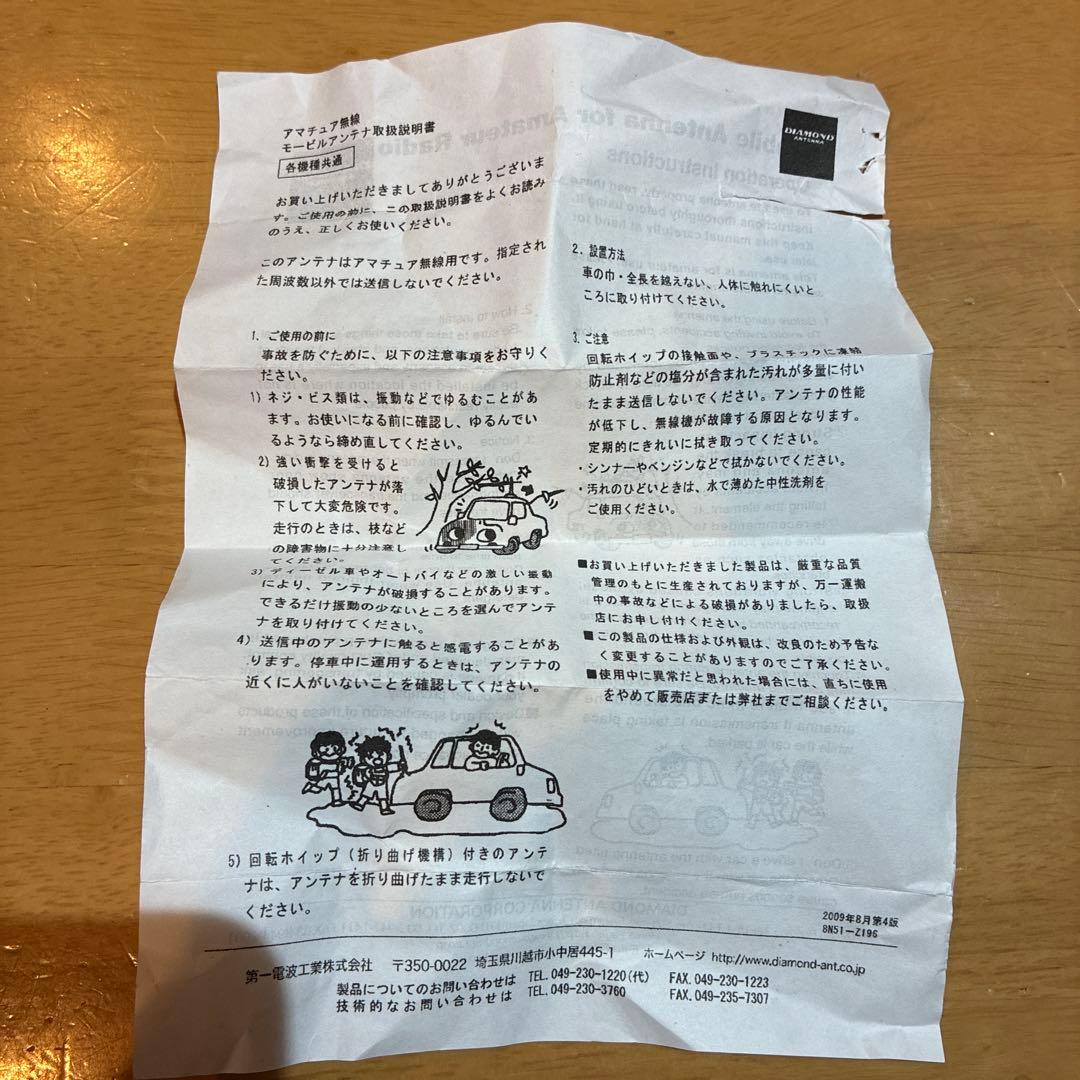 アマチュア無線
モービルアンテナ取扱説明書
各機種共通
お買い上げいただきましてありがとうございま
す。ご使用の前に、この取扱説明書をよくお読み
のうえ、正しくお使いください。
このアンテナはアマチュア無線用です。指定され
た周波数以外では送信しないでください。
1. ご使用の前に
事故を防ぐために、以下の注意事項をお守りく
ださい。
1) ネジ・ビス類は、振動などでゆるむことがあ
ます。お使いになる前に確認し、ゆるんでい
るようなら締め直してください。
2) 強い衝撃を受けると
破損したアンテナが落
下して大変危険です。
走行のときは、枝など
の障害物に十分注意し
てください。
3) ディーゼル車やオートバイなどの激しい振動
により、アンテナが破損することがあります。
できるだけ振動の少ないところを選んでアンテ
ナを取り付けてください。
4) 送信中のアンテナに触ると感電することがあ
ります。停車中に運用するときは、アンテナの
近くに人がいないことを確認してください。
5) 回転ホイップ(折り曲げ機構)付きのアンテ
ナは、アンテナを折り曲げたまま走行しないで
ください。
DIAMOND
ANTENNA
2. 設置方法
車の巾・全長を越えない、人体に触れにくいと
ころに取り付けてください。
3. ご注意
回転ホイップの接触面や、プラスチックに凍結
防止剤などの塩分が含まれた汚れが多量に付い
たまま送信しないでください。アンテナの性能
が低下し、無線機が故障する原因となります。
定期的にきれいに拭き取ってください。
・シンナーやベンジンなどで拭かないでください。
・汚れのひどいときは、水で薄めた中性洗剤を
ご使用ください。
■お買い上げいただきました製品は、厳重な品質
管理のもとに生産されておりますが、万一運搬
中の事故などによる破損がありましたら、取扱
店にお申し付けください。
■この製品の仕様および外観は、改良のため予告な
く変更することがありますのでご了承ください。
■使用中に異常だと思われた場合には、直ちに使用
をやめて販売店または弊社までご相談ください。
2009年8月第4版
8N51-Z196
第一電波工業株式会社 〒350-0022 埼玉県川越市小中居445-1 ホームページ http://www.diamond-ant.co.jp
製品についてのお問い合わせは TEL.049-230-1220(代) FAX.049-230-1223
技術的なお問い合わせは TEL.049-230-3760 FAX.049-235-7307